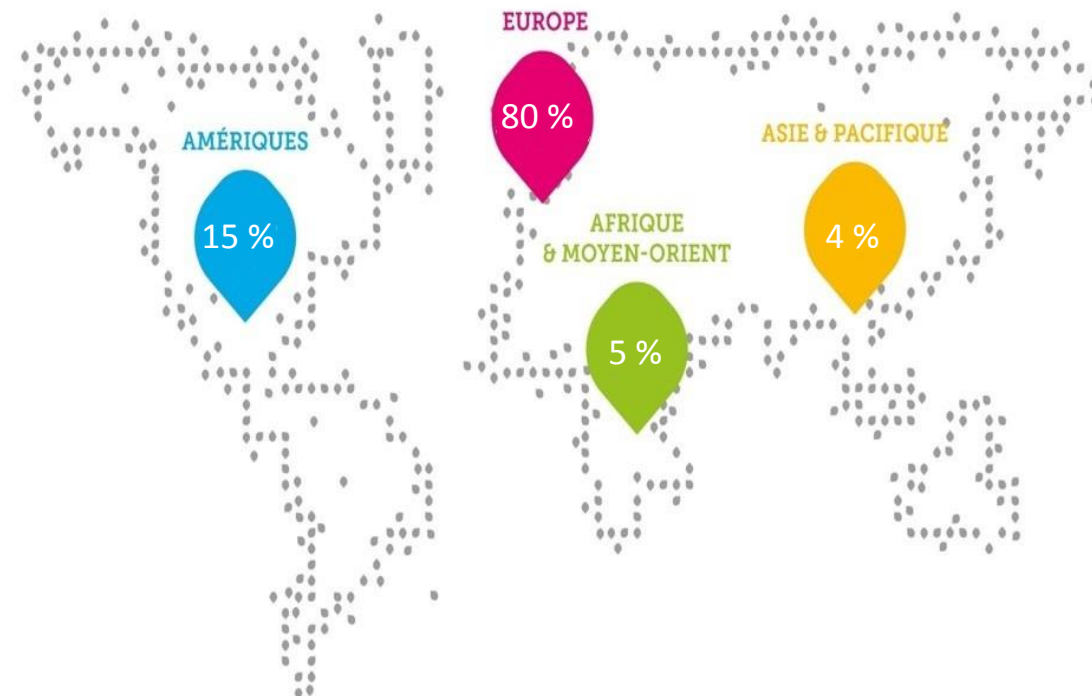 EUROPE
80 %
AMÉRIQUES
15 %
ASIE & PACIFIQUE
4 %
AFRIQUE
& MOYEN-ORIENT
5 %